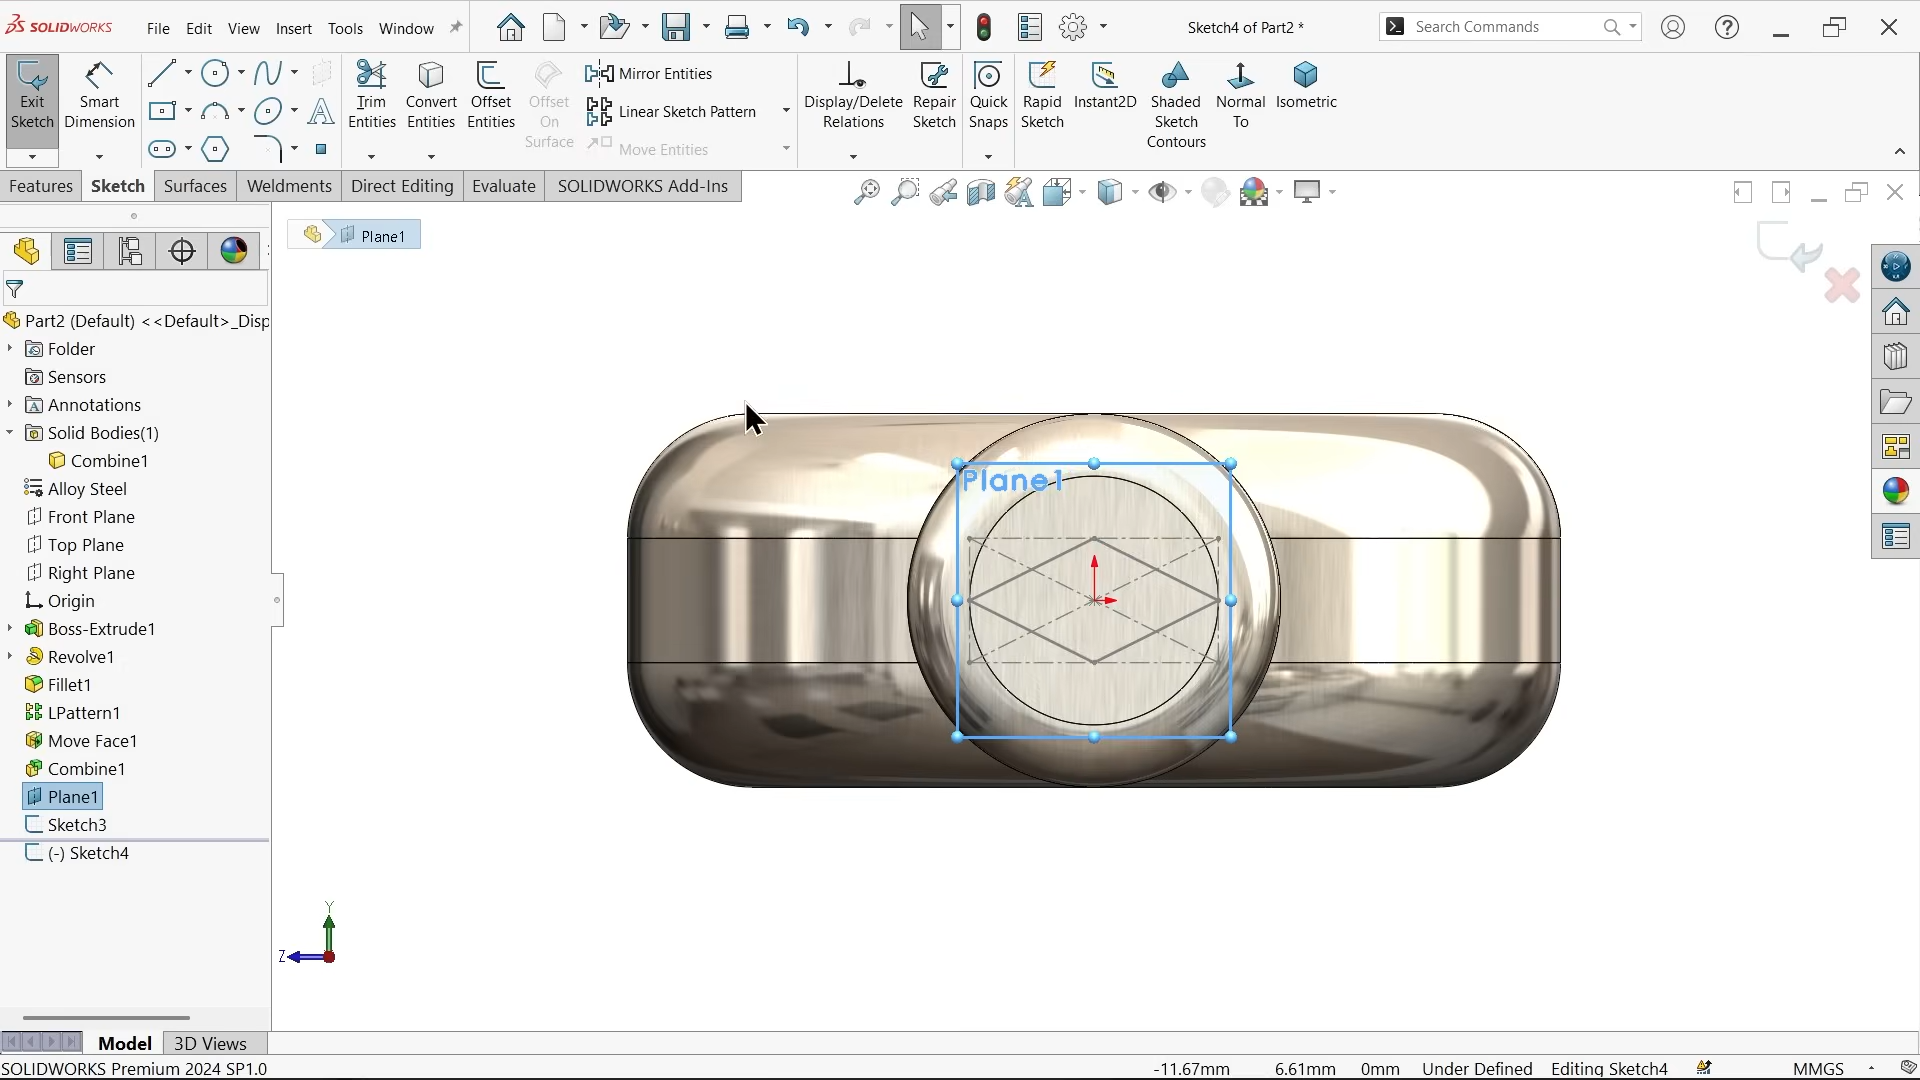 SOLIDWORKS File Edit View Insert Tools Window Sketch4 of Part2 * Search Commands
Exit Sketch
Smart Dimension
Trim Entities
Convert Entities
Offset Entities
Offset On Surface
Mirror Entities
Linear Sketch Pattern
Move Entities
Display/Delete Relations
Repair Sketch
Quick Snaps
Rapid Sketch
Instant2D
Shaded Sketch Contours
Normal To
Isometric
Features Sketch Surfaces Weldments Direct Editing Evaluate SOLIDWORKS Add-Ins
Plane1
Part2 (Default) <<Default>_Disp
Folder
Sensors
Annotations
Solid Bodies(1)
Combine1
Alloy Steel
Front Plane
Top Plane
Right Plane
Origin
Boss-Extrude1
Revolve1
Fillet1
LPattern1
Move Face1
Combine1
Plane1
Sketch3
(-) Sketch4
Plane1
Y
Z
Model 3D Views
SOLIDWORKS Premium 2024 SP1.0 -11.67mm 6.61mm 0mm Under Defined Editing Sketch4 MMGS